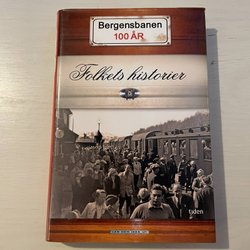 Bergensbanen
100 ÅR
Folkets historier
tiden